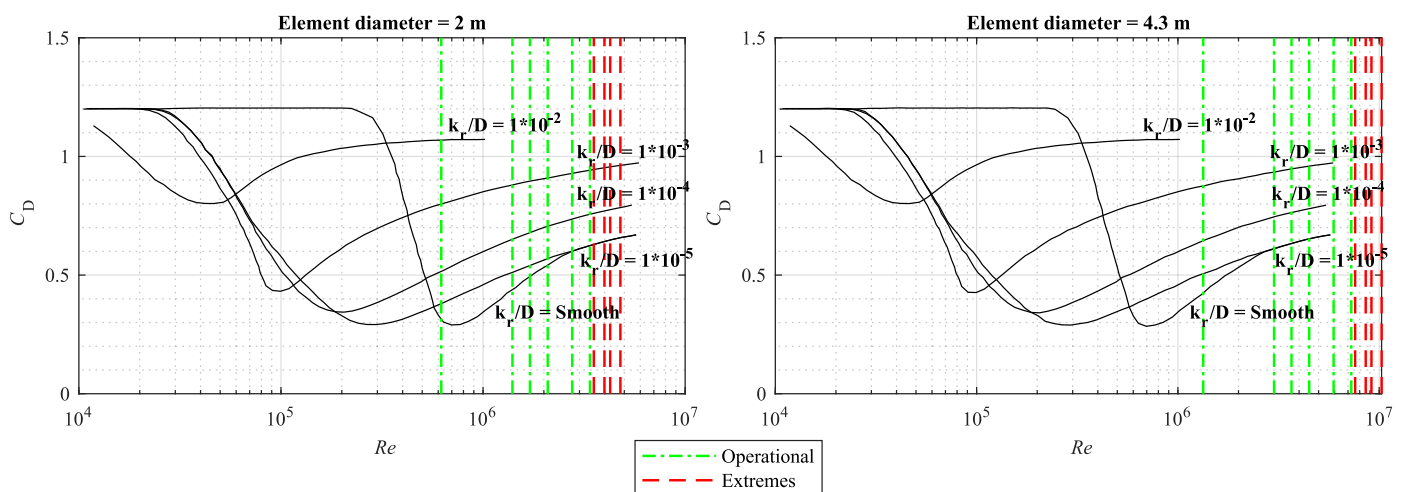 Element diameter = 2 m
1.5
1
0.5
0
C_D
k_r/D = 1*10^-2
k_r/D = 1*10^-3
k_r/D = 1*10^-4
k_r/D = 1*10^-5
k_r/D = Smooth
10^4
10^5
10^6
10^7
Re
Element diameter = 4.3 m
1.5
1
0.5
0
C_D
k_r/D = 1*10^-2
k_r/D = 1*10^-3
k_r/D = 1*10^-4
k_r/D = 1*10^-5
k_r/D = Smooth
10^4
10^5
10^6
10^7
Re
Operational
Extremes